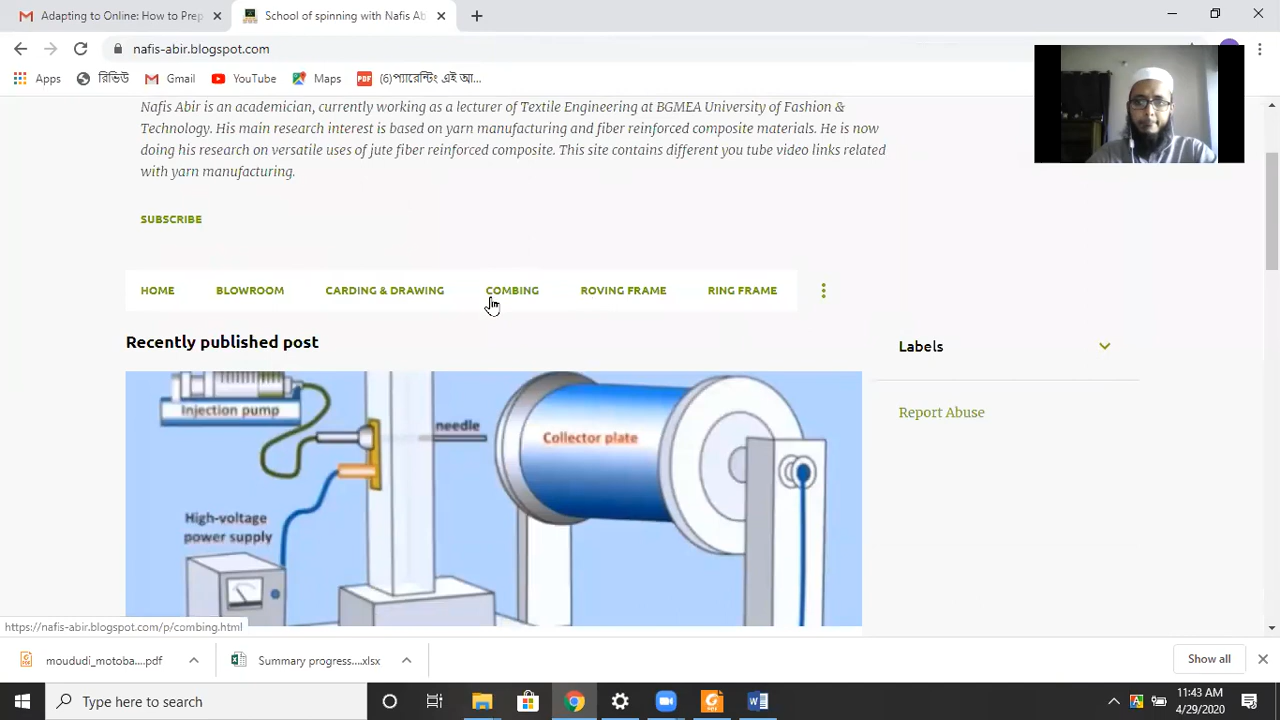 Adapting to Online: How to Prep
School of spinning with Nafis Ab
nafis-abir.blogspot.com
Apps
রিভিউ
Gmail
YouTube
Maps
(6)প্যারেন্টিং এই আ...
Nafis Abir is an academician, currently working as a lecturer of Textile Engineering at BGMEA University of Fashion &
Technology. His main research interest is based on yarn manufacturing and fiber reinforced composite materials. He is now
doing his research on versatile uses of jute fiber reinforced composite. This site contains different you tube video links related
with yarn manufacturing.
SUBSCRIBE
HOME BLOWROOM CARDING & DRAWING COMBING ROVING FRAME RING FRAME
Recently published post
Labels
Report Abuse
Injection pump
needle
Collector plate
High-voltage
power supply
https://nafis-abir.blogspot.com/p/combing.html
moududi_motoba....pdf
Summary progress....xlsx
Show all
Type here to search
11:43 AM
4/29/2020